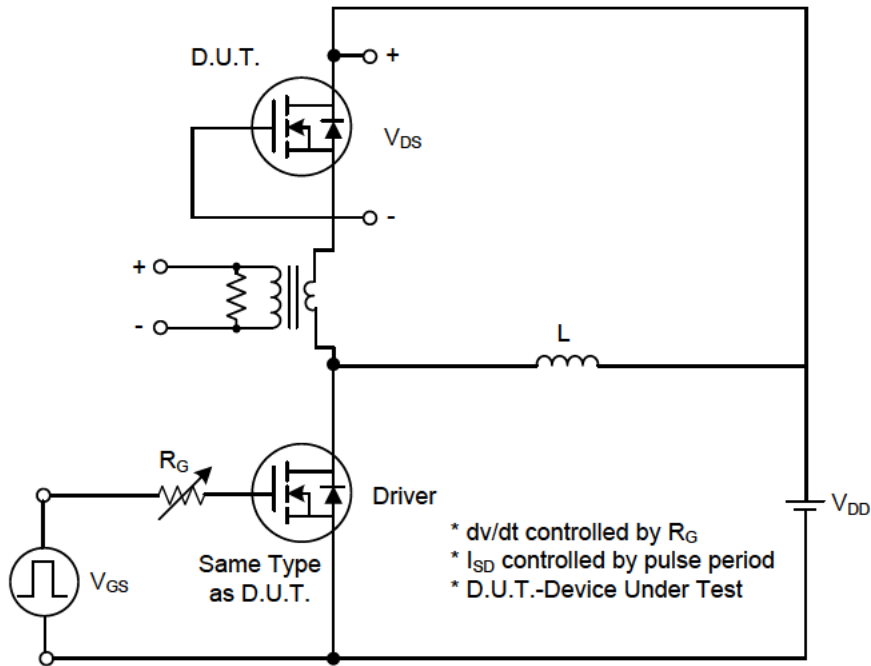 D.U.T.
+
VDS
-
+
-
L
RG
Driver
VDD
* dv/dt controlled by RG
* ISD controlled by pulse period
* D.U.T.-Device Under Test
VGS
Same Type
as D.U.T.